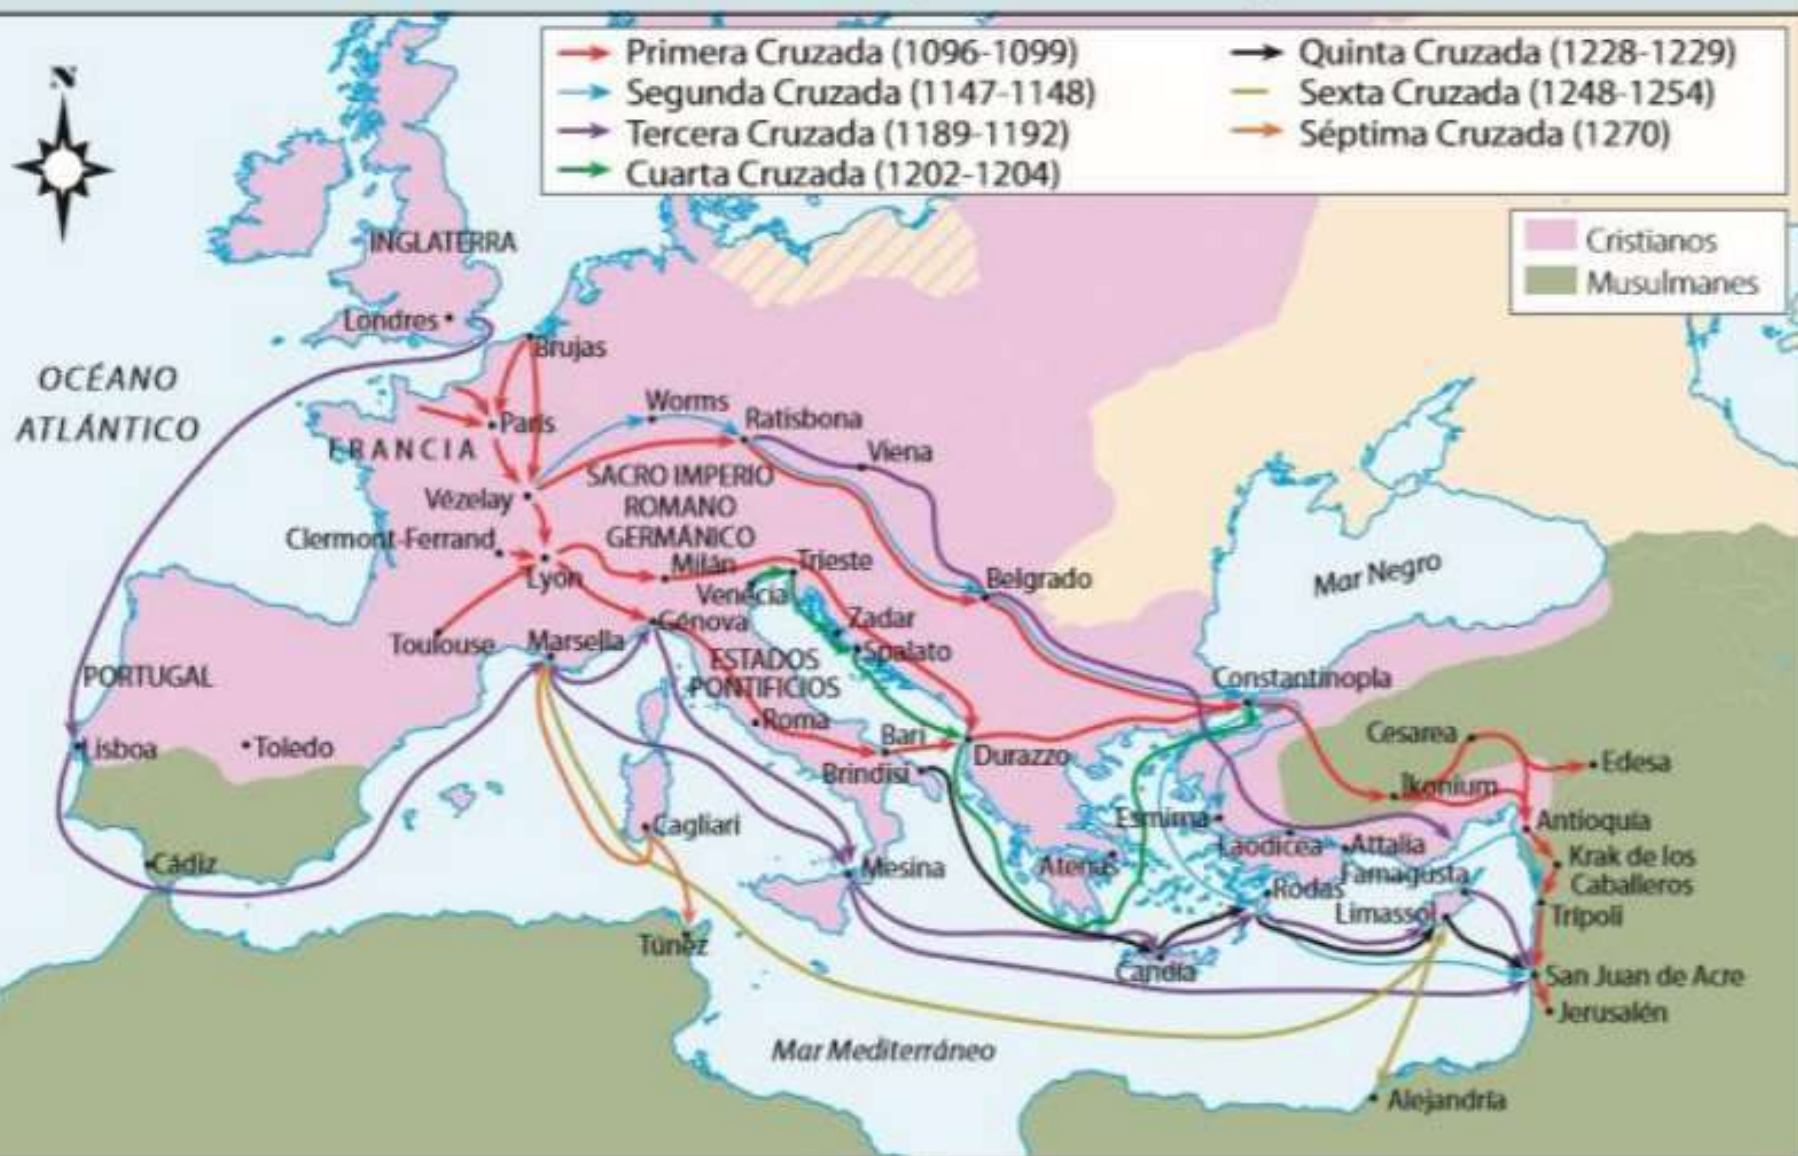 N
Primera Cruzada (1096-1099)
Segunda Cruzada (1147-1148)
Tercera Cruzada (1189-1192)
Cuarta Cruzada (1202-1204)
Quinta Cruzada (1228-1229)
Sexta Cruzada (1248-1254)
Séptima Cruzada (1270)
Cristianos
Musulmanes
INGLATERRA
Londres
Brujas
OCÉANO
ATLÁNTICO
Worms
Ratisbona
París
FRANCIA
Viena
SACRO IMPERIO
ROMANO
GERMÁNICO
Vézelay
Clermont-Ferrand
Lyon
Milán
Trieste
Venecia
Belgrado
Mar Negro
Génova
Zadar
Toulouse
Marsella
Spalato
ESTADOS
PONTIFICIOS
PORTUGAL
Constantinopla
Roma
Lisboa
Toledo
Bari
Durazzo
Cesarea
Edesa
Brindisi
Ikonium
Cagliari
Esmirna
Antioquia
Laodicea
Attalia
Cádiz
Mesina
Atenas
Krak de los
Caballeros
Famagusta
Rodas
Limassol
Trípoli
Túnez
Candía
San Juan de Acre
Jerusalén
Mar Mediterráneo
Alejandría